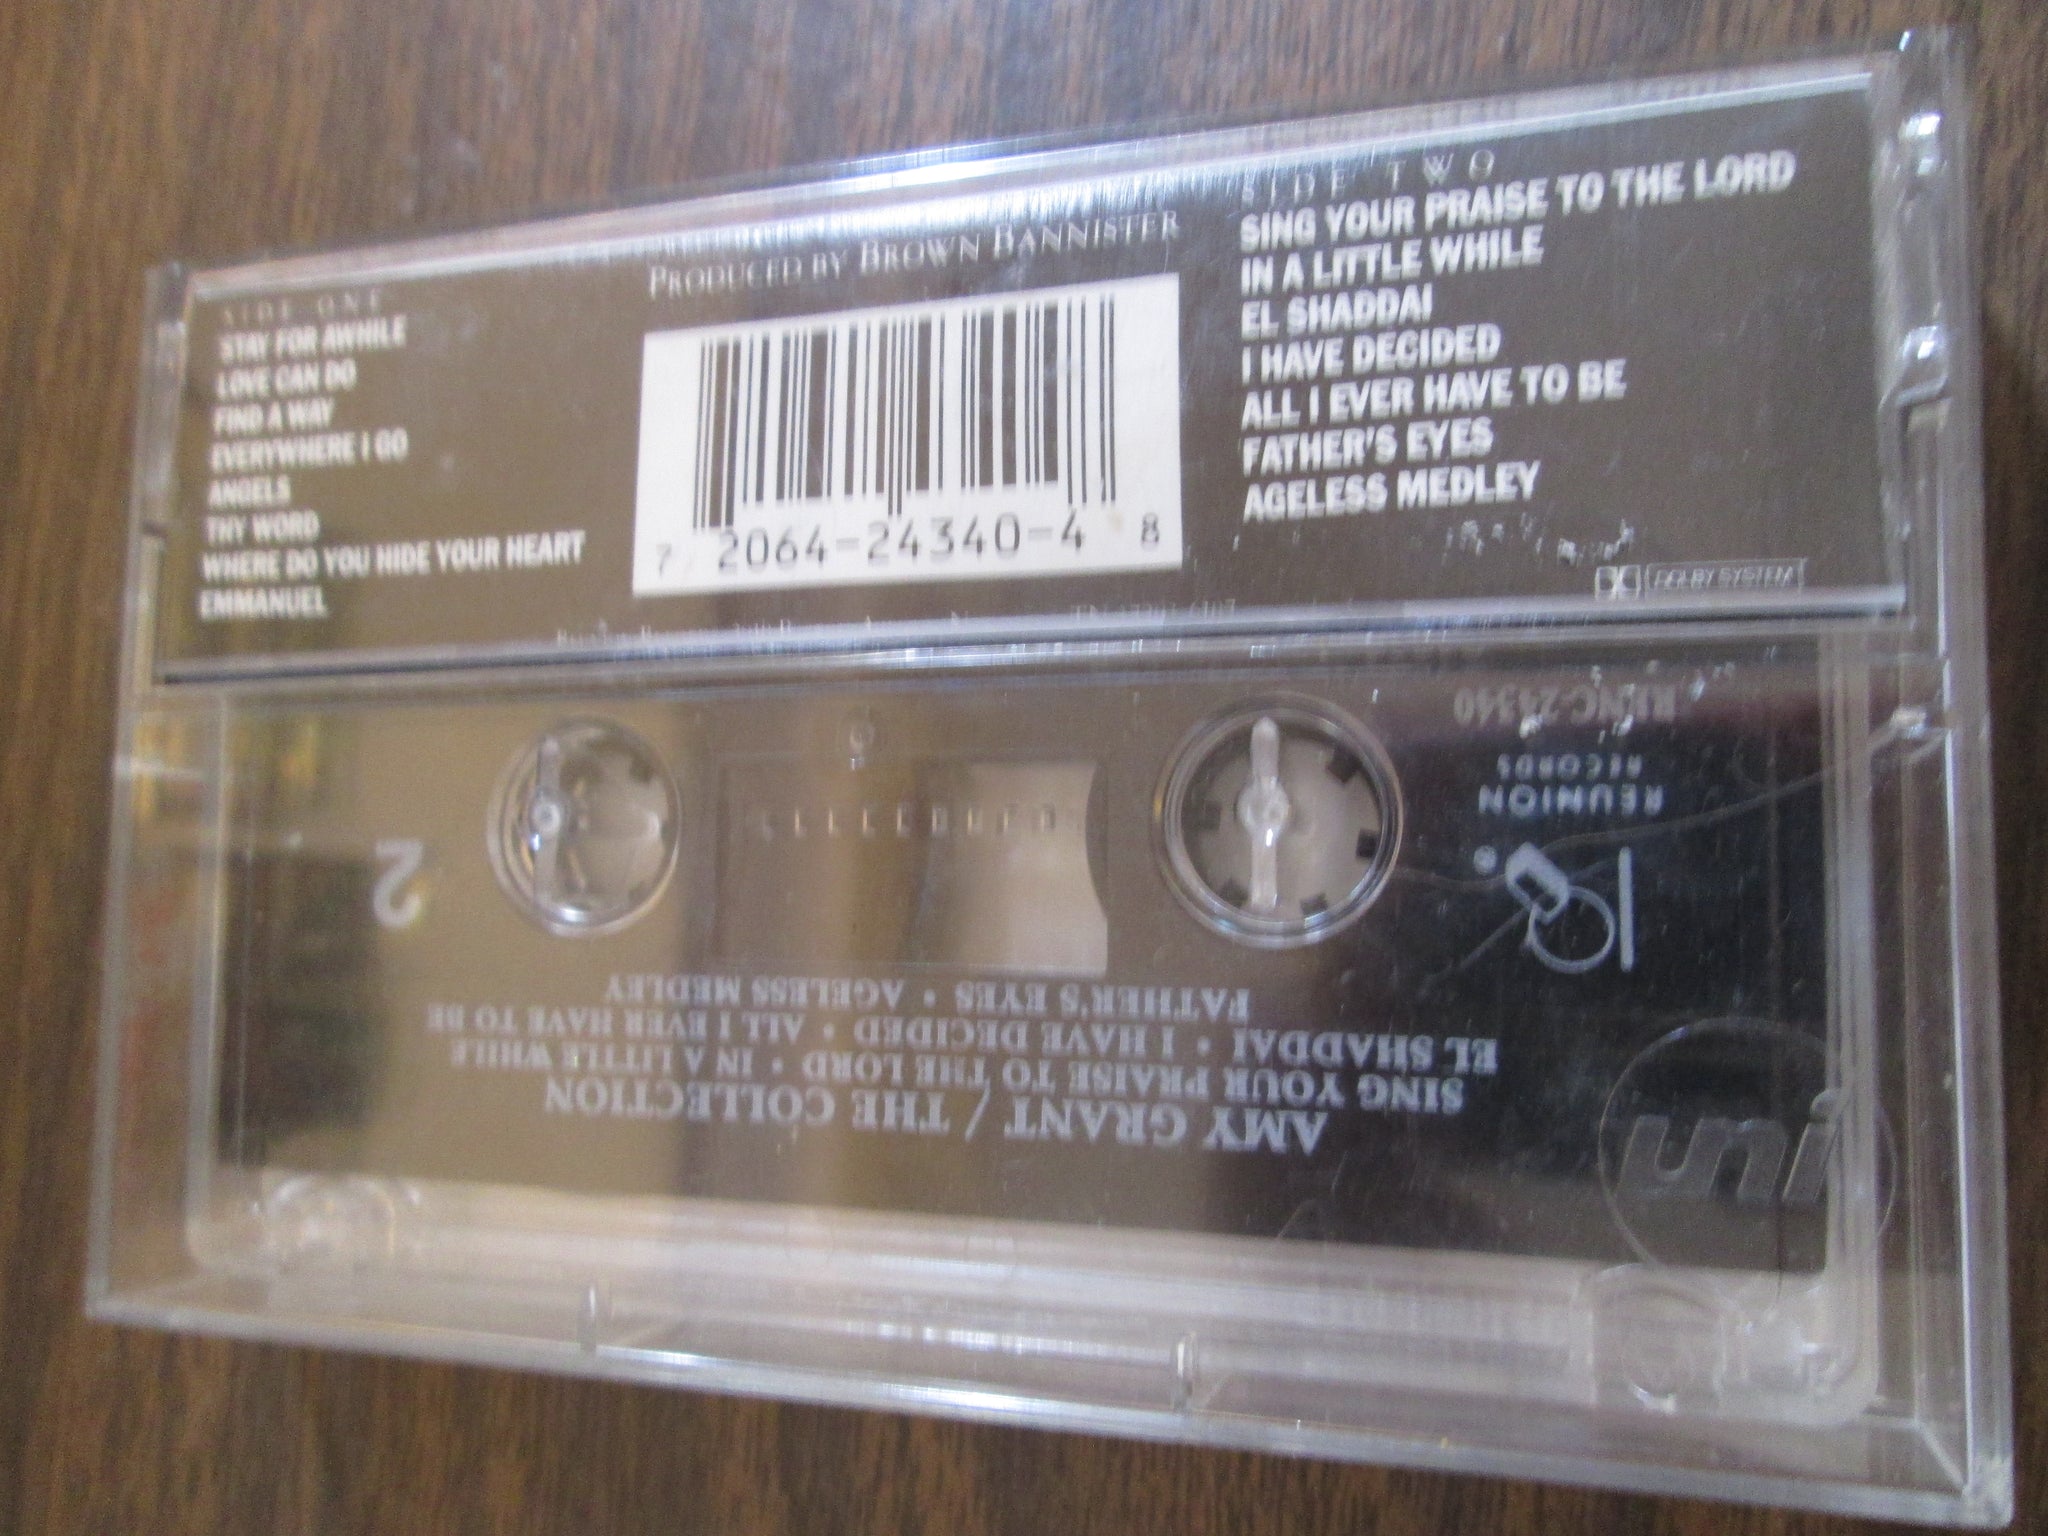 SIDE ONE
STAY FOR AWHILE
LOVE CAN DO
FIND A WAY
EVERYWHERE I GO
ANGELS
THY WORD
WHERE DO YOU HIDE YOUR HEART
EMMANUEL
PRODUCED BY BROWN BANNISTER
7 2064-24340-4 8
SIDE TWO
SING YOUR PRAISE TO THE LORD
IN A LITTLE WHILE
EL SHADDAI
I HAVE DECIDED
ALL I EVER HAVE TO BE
FATHER'S EYES
AGELESS MEDLEY
DOLBY SYSTEM
AMY GRANT / THE COLLECTION
SING YOUR PRAISE TO THE LORD • IN A LITTLE WHILE
EL SHADDAI • I HAVE DECIDED • ALL I EVER HAVE TO BE
FATHER'S EYES • AGELESS MEDLEY
2
R
REUNION
RECORDS
24340
uni